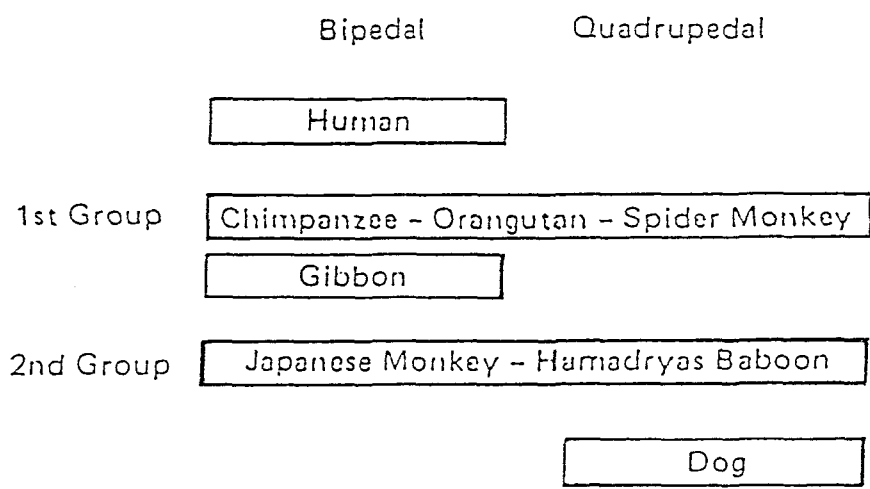 Bipedal Quadrupedal
Human
1st Group Chimpanzee – Orangutan – Spider Monkey
Gibbon
2nd Group Japanese Monkey – Hamadryas Baboon
Dog